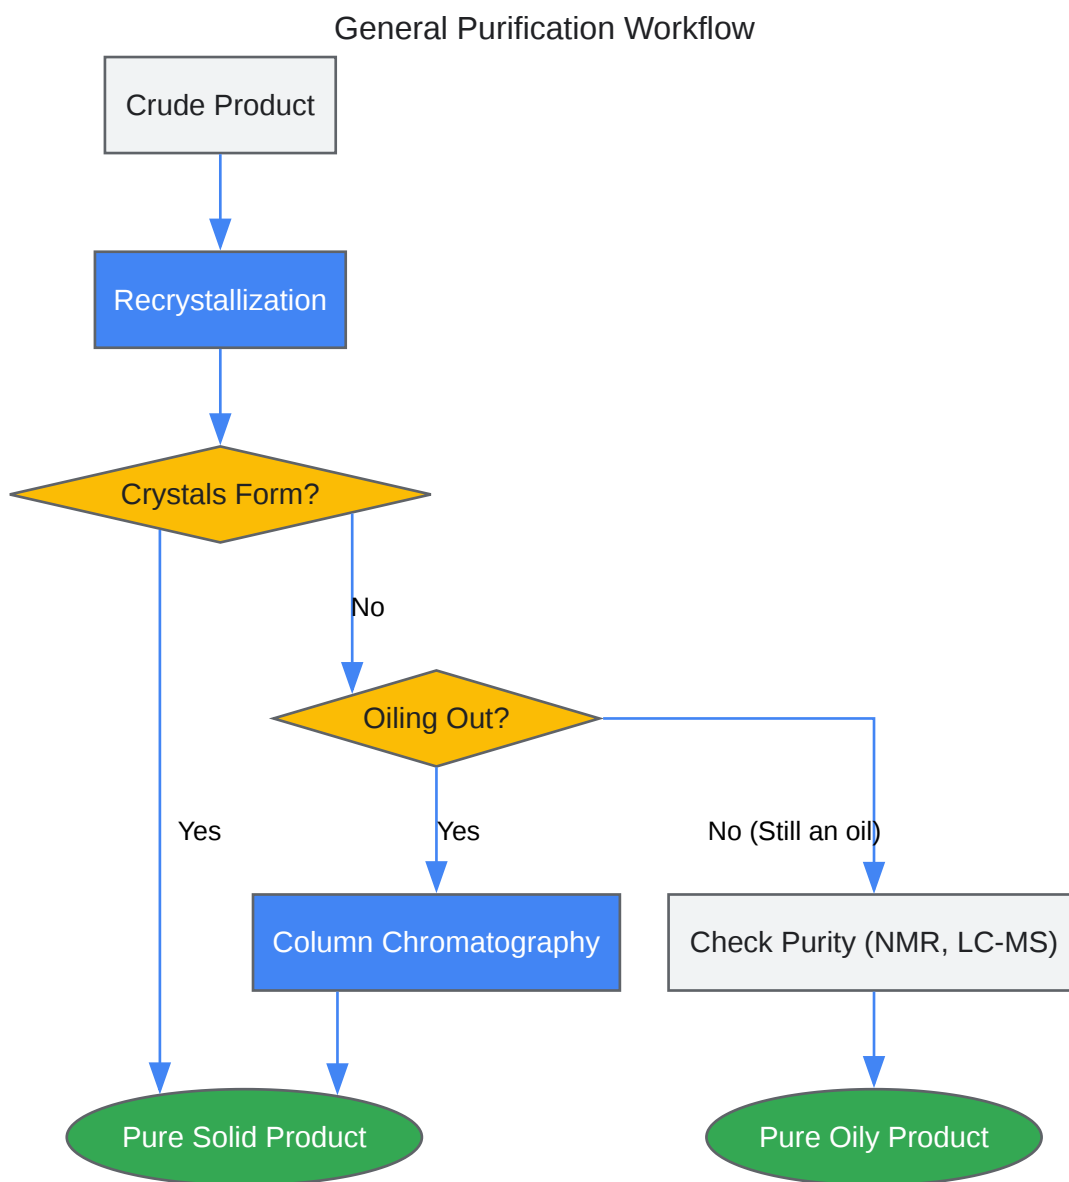 General Purification Workflow
Crude Product
Recrystallization
Crystals Form?
No
Oiling Out?
Yes
Yes
No (Still an oil)
Column Chromatography
Check Purity (NMR, LC-MS)
Pure Solid Product
Pure Oily Product